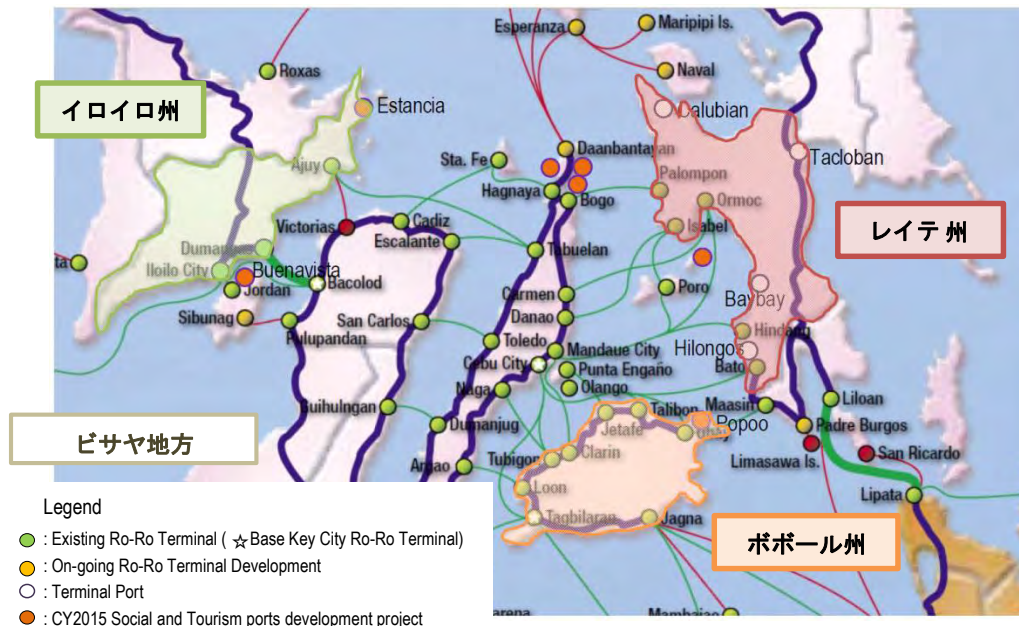 Esperanza
Maripipi Is.
Roxas
Naval
イロイロ州
Estancia
Calubian
Daanbantayan
Tacloban
Sta. Fe
Ajuy
Hagnaya
Bogo
Palompon
Ormoc
Victorias
Cadiz
Isabel
レイテ州
Escalante
Tabuelan
Dumangas
Iloilo City
Buenavista
Jordan
Bacolod
Carmen
Poro
Baybay
Sibunag
Pulupandan
San Carlos
Danao
Hindang
Toledo
Mandaue City
Hilongos
Cebu City
Punta Engaño
Bato
Naga
Olango
Buihulngan
Maasin
Liloan
ビサヤ地方
Dumanjug
Jetafe
Talibon
Popoo
Padre Burgos
Argao
Tubigon
Clarin
Limasawa Is.
San Ricardo
Loon
Lipata
Tagbilaran
Jagna
ボボール州
Legend
: Existing Ro-Ro Terminal ( ☆Base Key City Ro-Ro Terminal)
: On-going Ro-Ro Terminal Development
: Terminal Port
: CY2015 Social and Tourism ports development project